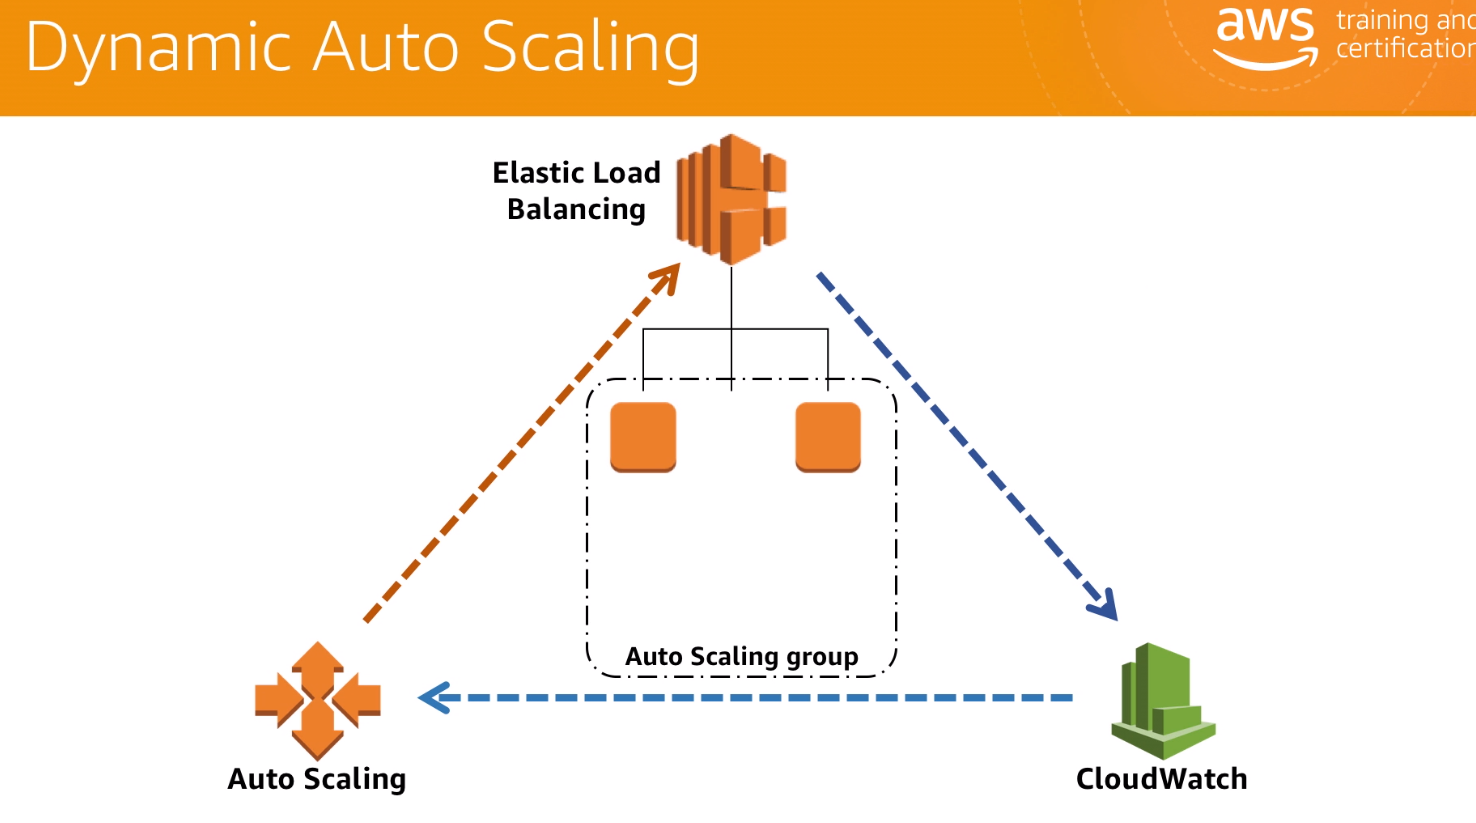 Dynamic Auto Scaling
aws
training and
certification
Elastic Load
Balancing
Auto Scaling group
Auto Scaling
CloudWatch